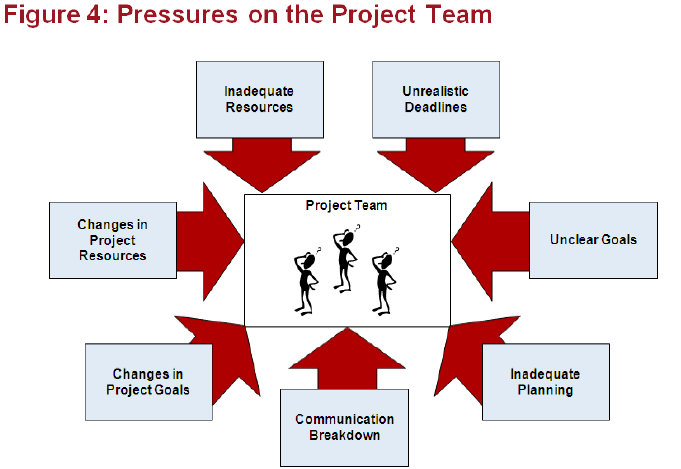 Figure 4: Pressures on the Project Team
Inadequate
Resources
Unrealistic
Deadlines
Project Team
? ? ?
Changes in
Project
Resources
Unclear Goals
Changes in
Project Goals
Inadequate
Planning
Communication
Breakdown